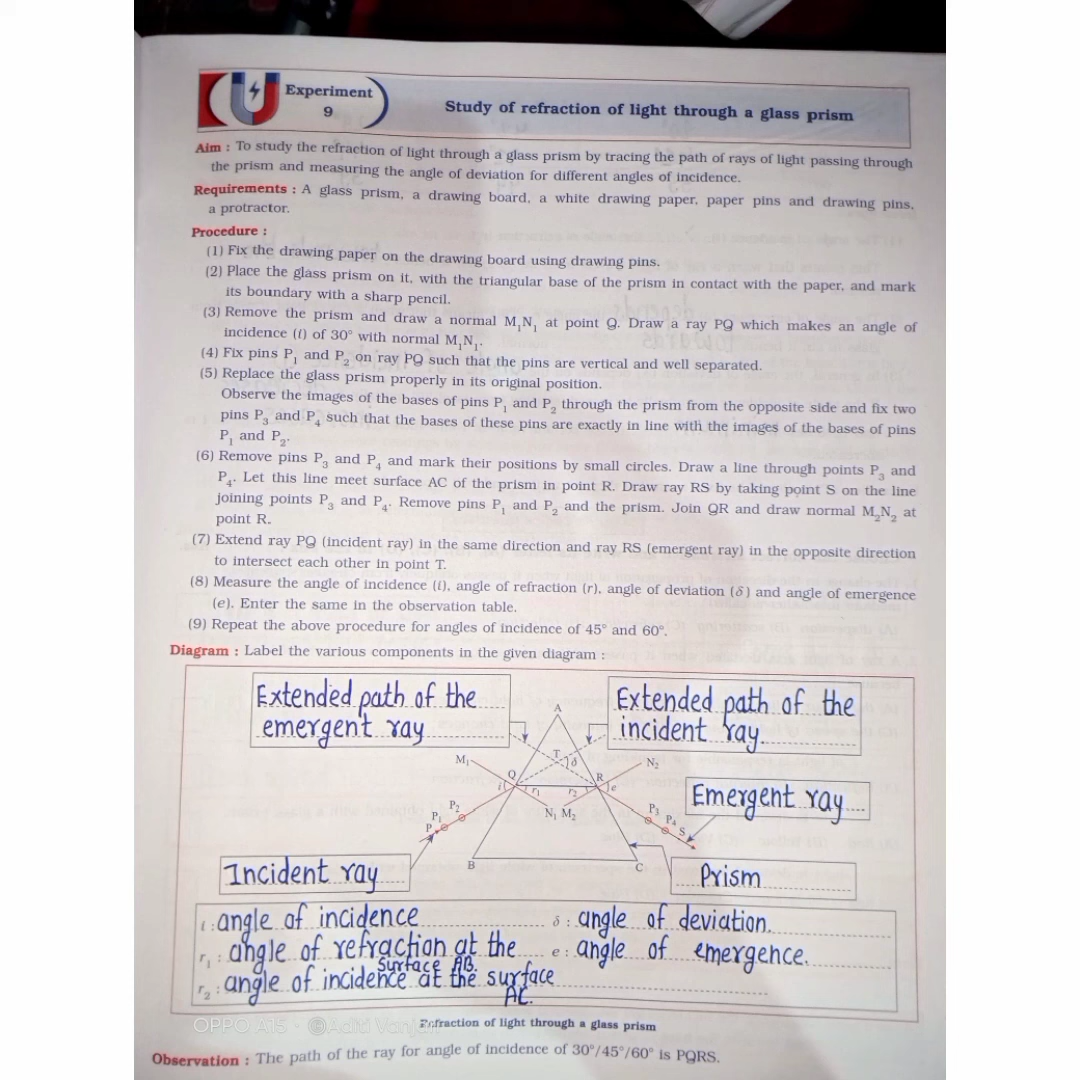 Experiment
9
Study of refraction of light through a glass prism
Aim : To study the refraction of light through a glass prism by tracing the path of rays of light passing through
the prism and measuring the angle of deviation for different angles of incidence.
Requirements : A glass prism, a drawing board, a white drawing paper, paper pins and drawing pins,
a protractor.
Procedure :
(1) Fix the drawing paper on the drawing board using drawing pins.
(2) Place the glass prism on it, with the triangular base of the prism in contact with the paper, and mark
its boundary with a sharp pencil.
(3) Remove the prism and draw a normal M₁N₁ at point Q. Draw a ray PQ which makes an angle of
incidence (i) of 30° with normal M₁N₁.
(4) Fix pins P₁ and P₂ on ray PQ such that the pins are vertical and well separated.
(5) Replace the glass prism properly in its original position.
Observe the images of the bases of pins P₁ and P₂ through the prism from the opposite side and fix two
pins P₃ and P₄ such that the bases of these pins are exactly in line with the images of the bases of pins
P₁ and P₂.
(6) Remove pins P₃ and P₄ and mark their positions by small circles. Draw a line through points P₃ and
P₄. Let this line meet surface AC of the prism in point R. Draw ray RS by taking point S on the line
joining points P₃ and P₄. Remove pins P₁ and P₂ and the prism. Join QR and draw normal M₂N₂ at
point R.
(7) Extend ray PQ (incident ray) in the same direction and ray RS (emergent ray) in the opposite direction
to intersect each other in point T.
(8) Measure the angle of incidence (i), angle of refraction (r), angle of deviation (δ) and angle of emergence
(e). Enter the same in the observation table.
(9) Repeat the above procedure for angles of incidence of 45° and 60°.
Diagram : Label the various components in the given diagram :
Extended path of the
emergent ray
Extended path of the
incident ray.
A
M₁
T
δ
N₂
Q
R
i
r₁
r₂
e
Emergent ray
N₁ M₂
P₂
P₁
P
P₃
P₄
S
B
C
Incident ray
Prism
i : angle of incidence
δ : angle of deviation.
r₁ : angle of refraction at the
surface AB.
e : angle of emergence.
r₂ : angle of incidence at the surface
AC.
Refraction of light through a glass prism
OPPO A15 · ©Aditi Vanjari
Observation : The path of the ray for angle of incidence of 30°/45°/60° is PQRS.